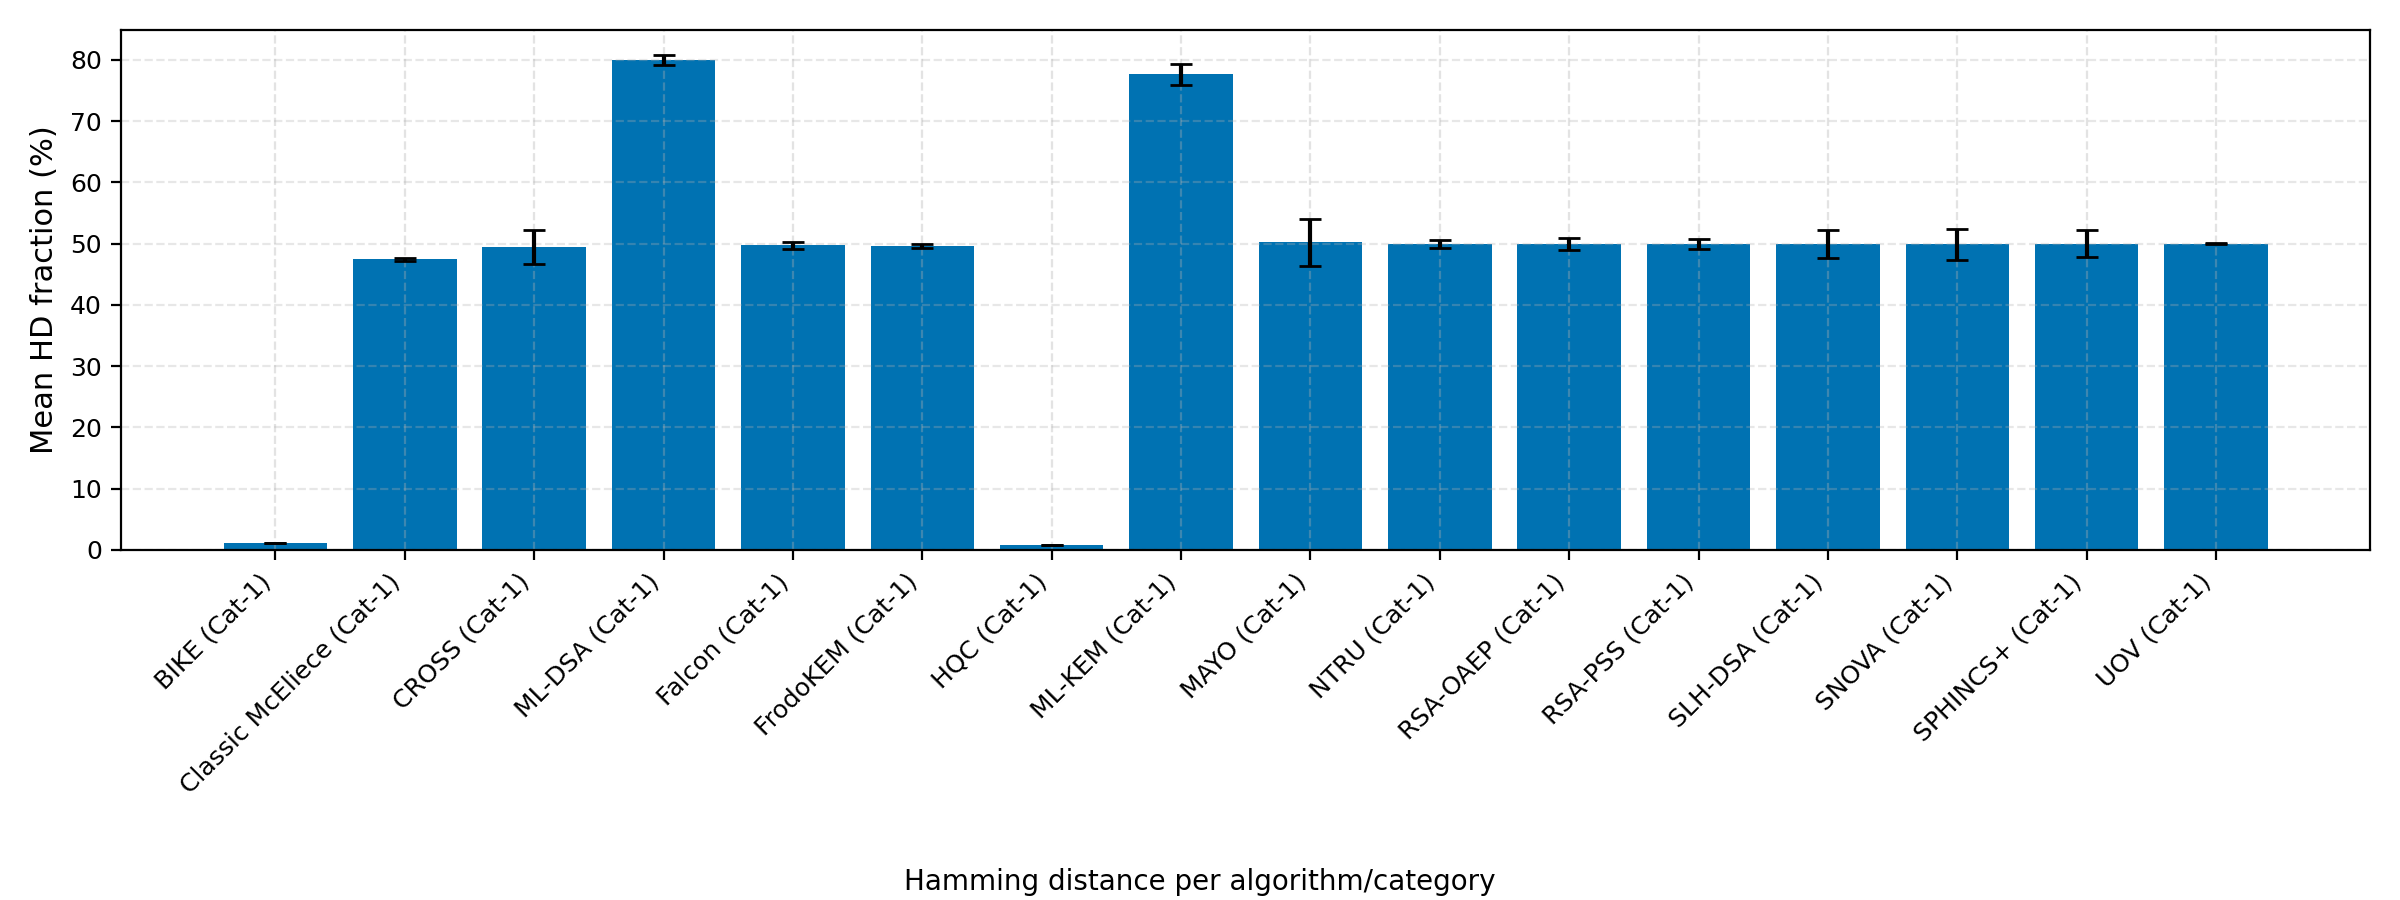 Mean HD fraction (%)
80
70
60
50
40
30
20
10
0
BIKE (Cat-1)
Classic McEliece (Cat-1)
CROSS (Cat-1)
ML-DSA (Cat-1)
Falcon (Cat-1)
FrodoKEM (Cat-1)
HQC (Cat-1)
ML-KEM (Cat-1)
MAYO (Cat-1)
NTRU (Cat-1)
RSA-OAEP (Cat-1)
RSA-PSS (Cat-1)
SLH-DSA (Cat-1)
SNOVA (Cat-1)
SPHINCS+ (Cat-1)
UOV (Cat-1)
Hamming distance per algorithm/category